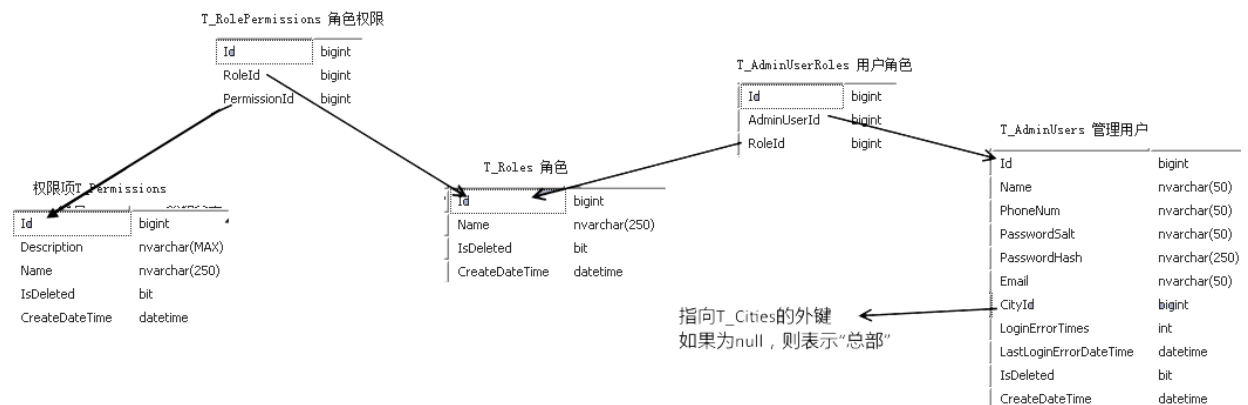 T_RolePermissions 角色权限
Id bigint
RoleId bigint
PermissionId bigint
T_AdminUserRoles 用户角色
Id bigint
AdminUserId bigint
RoleId bigint
T_AdminUsers 管理用户
Id bigint
Name nvarchar(50)
PhoneNum nvarchar(50)
PasswordSalt nvarchar(50)
PasswordHash nvarchar(250)
Email nvarchar(50)
CityId bigint
LoginErrorTimes int
LastLoginErrorDateTime datetime
IsDeleted bit
CreateDateTime datetime
T_Roles 角色
Id bigint
Name nvarchar(250)
IsDeleted bit
CreateDateTime datetime
权限项T_Permissions
Id bigint
Description nvarchar(MAX)
Name nvarchar(250)
IsDeleted bit
CreateDateTime datetime
指向T_Cities的外键
如果为null，则表示“总部”